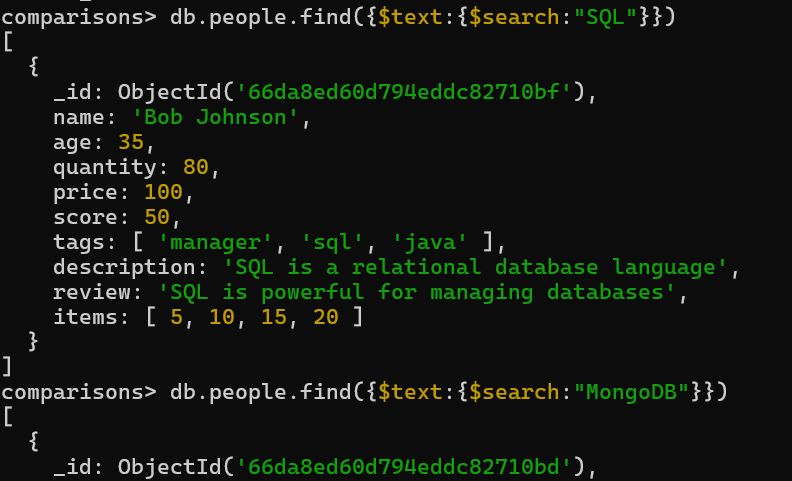 comparisons> db.people.find({$text:{$search:"SQL"}})
[
  {
    _id: ObjectId('66da8ed60d794eddc82710bf'),
    name: 'Bob Johnson',
    age: 35,
    quantity: 80,
    price: 100,
    score: 50,
    tags: [ 'manager', 'sql', 'java' ],
    description: 'SQL is a relational database language',
    review: 'SQL is powerful for managing databases',
    items: [ 5, 10, 15, 20 ]
  }
]
comparisons> db.people.find({$text:{$search:"MongoDB"}})
[
  {
    _id: ObjectId('66da8ed60d794eddc82710bd'),